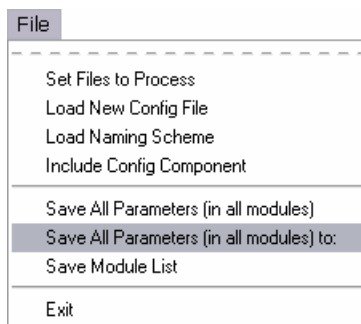 File
Set Files to Process
Load New Config File
Load Naming Scheme
Include Config Component
Save All Parameters (in all modules)
Save All Parameters (in all modules) to:
Save Module List
Exit